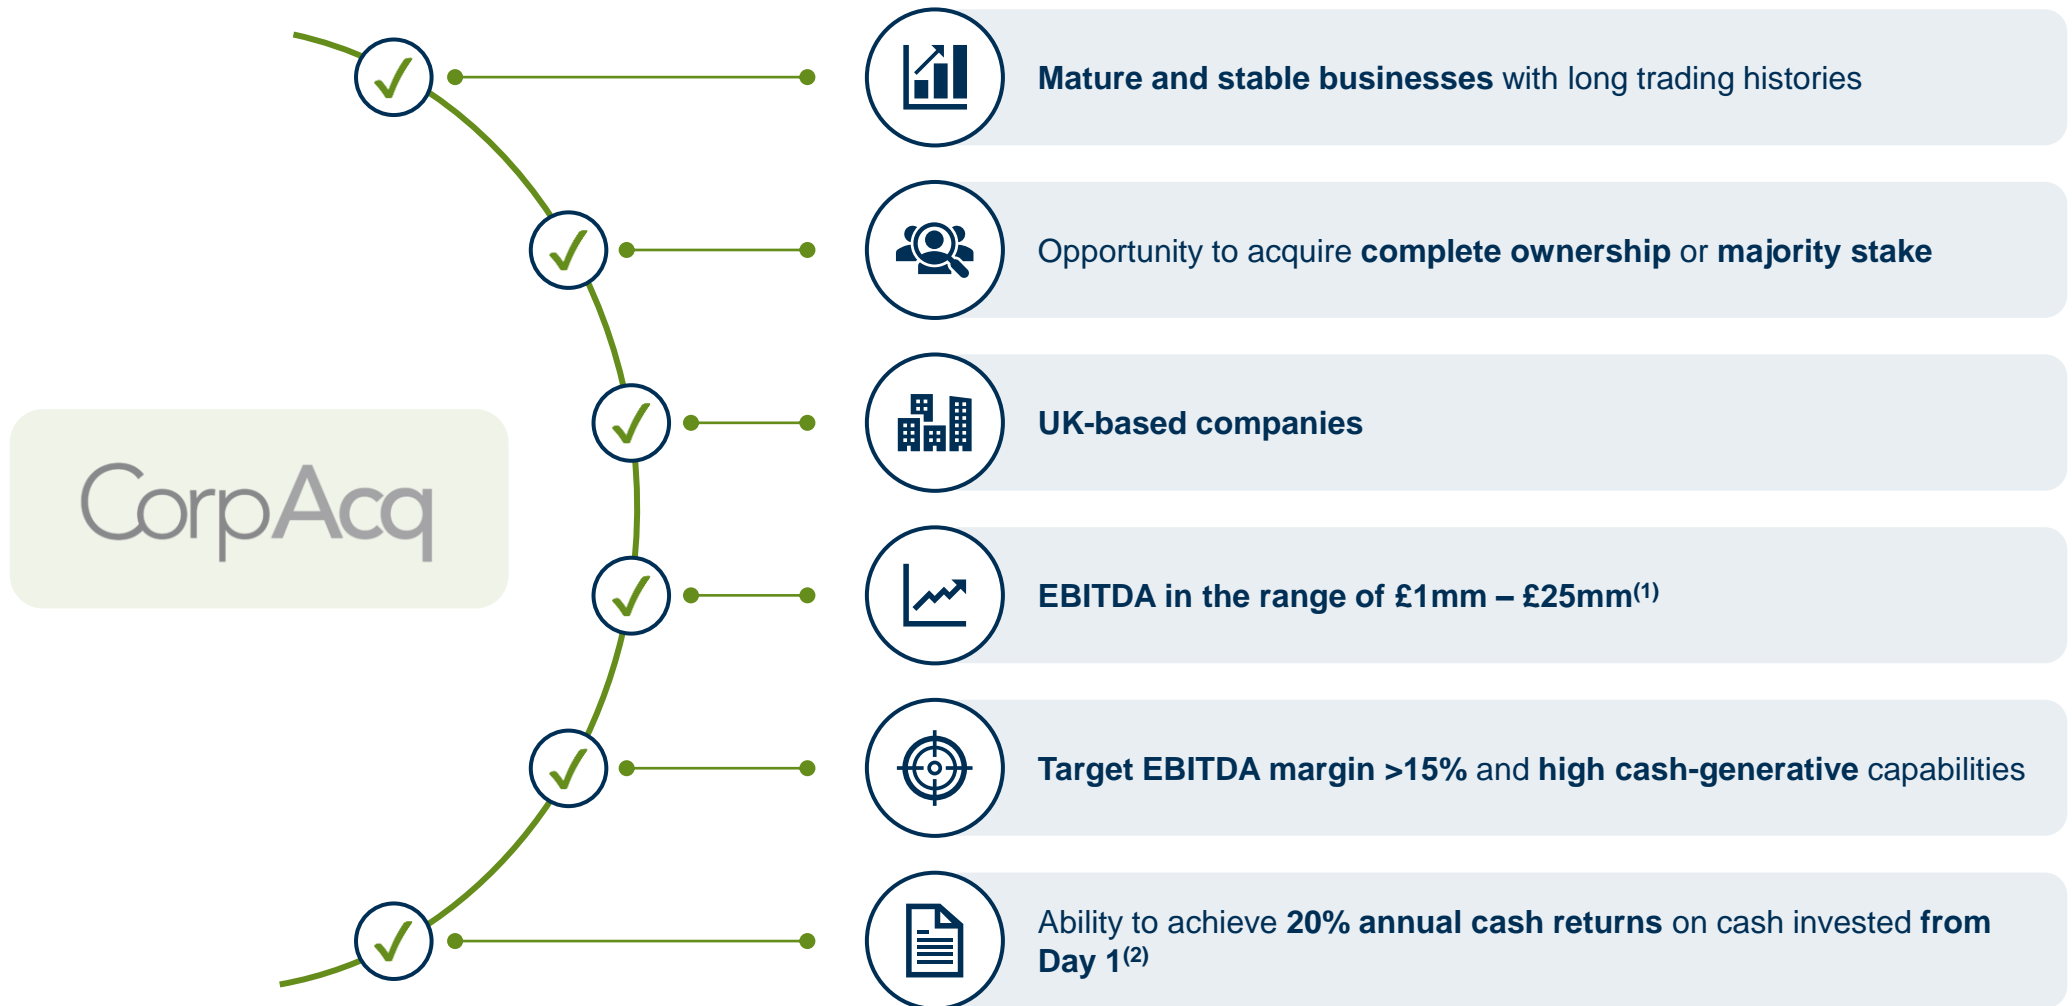 Mature and stable businesses with long trading histories
Opportunity to acquire complete ownership or majority stake
UK-based companies
CorpAcq
EBITDA in the range of £1mm – £25mm(1)
Target EBITDA margin >15% and high cash-generative capabilities
Ability to achieve 20% annual cash returns on cash invested from
Day 1(2)